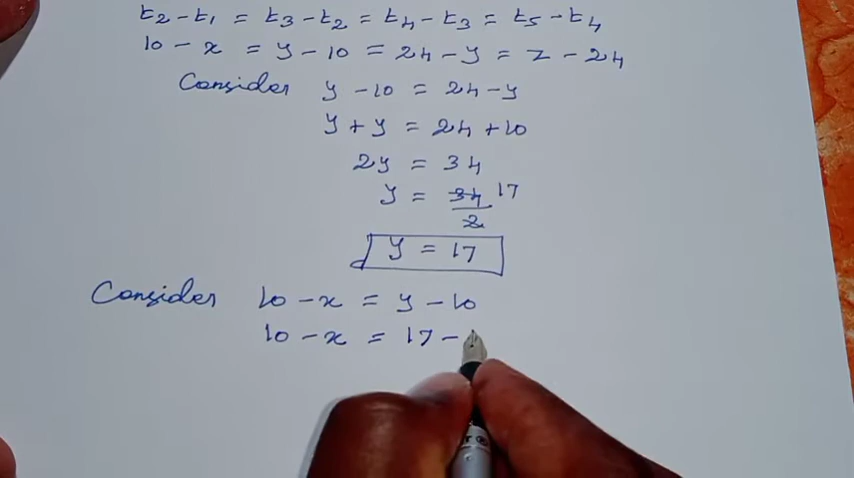 t₂ - t₁ = t₃ - t₂ = t₄ - t₃ = t₅ - t₄
10 - x = y - 10 = 24 - y = z - 24
Consider y - 10 = 24 - y
y + y = 24 + 10
2y = 34
y = 34/2 17
y = 17
Consider 10 - x = y - 10
10 - x = 17 -